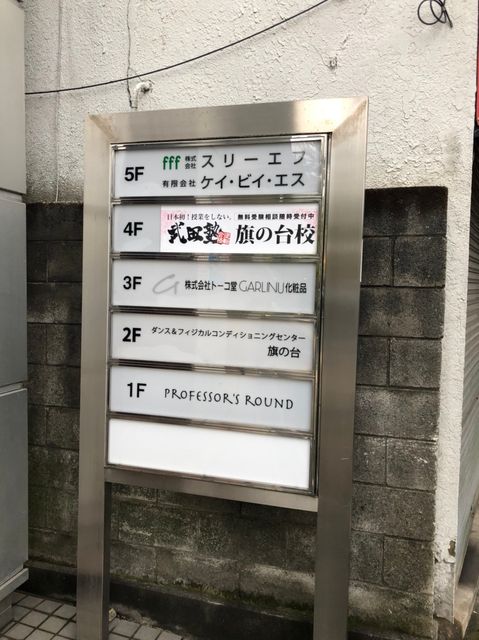 5F fff 株式会社 スリーエフ
有限会社 ケイ・ビイ・エス
日本初!授業をしない。 無料受験相談随時受付中
4F 武田塾 旗の台校
3F G 株式会社トーコ堂 GARLINU 化粧品
ダンス&フィジカルコンディショニングセンター
2F 旗の台
1F PROFESSOR'S ROUND